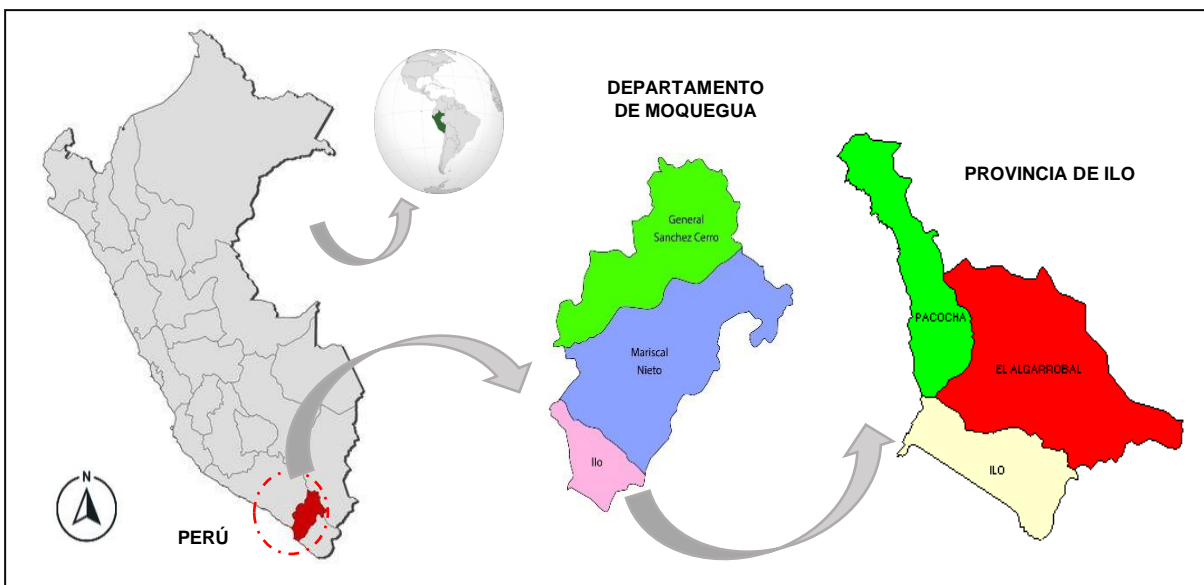 DEPARTAMENTO
DE MOQUEGUA
PROVINCIA DE ILO
General
Sanchez Cerro
PACOCHA
Mariscal
Nieto
EL ALGARROBAL
Ilo
ILO
N
PERÚ